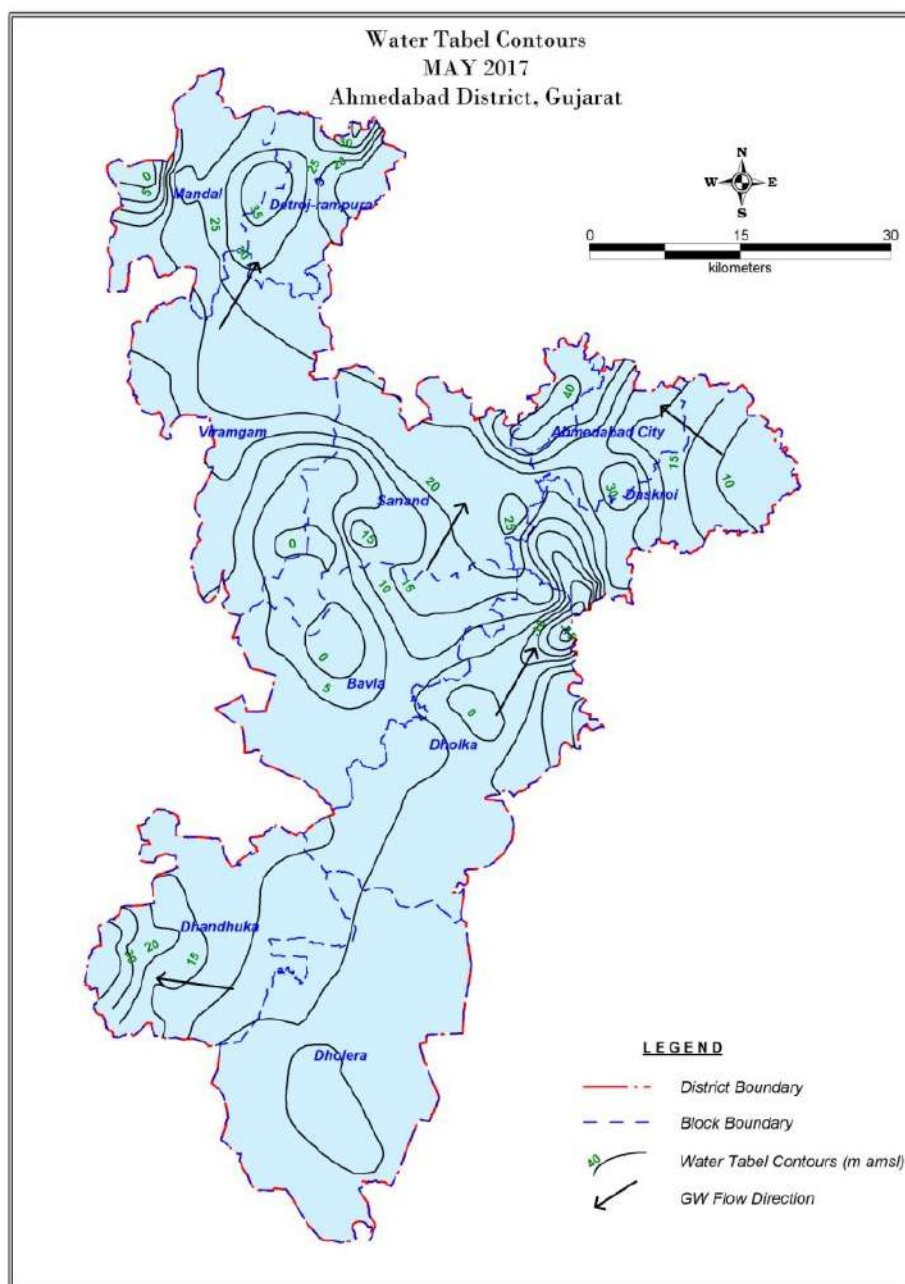 Water Tabel Contours
MAY 2017
Ahmedabad District, Gujarat
N
W E
S
0 15 30
kilometers
30
25
20
0
5
Mandal
Detroj-rampura
35
25
30
40
Viramgam
Ahmedabad City
20
15
10
Sanand
30
Daskroi
25
15
0
10
15
0
5
Bavla
0
Dholka
Dhandhuka
20
30
15
Dholera
LEGEND
District Boundary
Block Boundary
40 Water Tabel Contours (m amsl)
GW Flow Direction